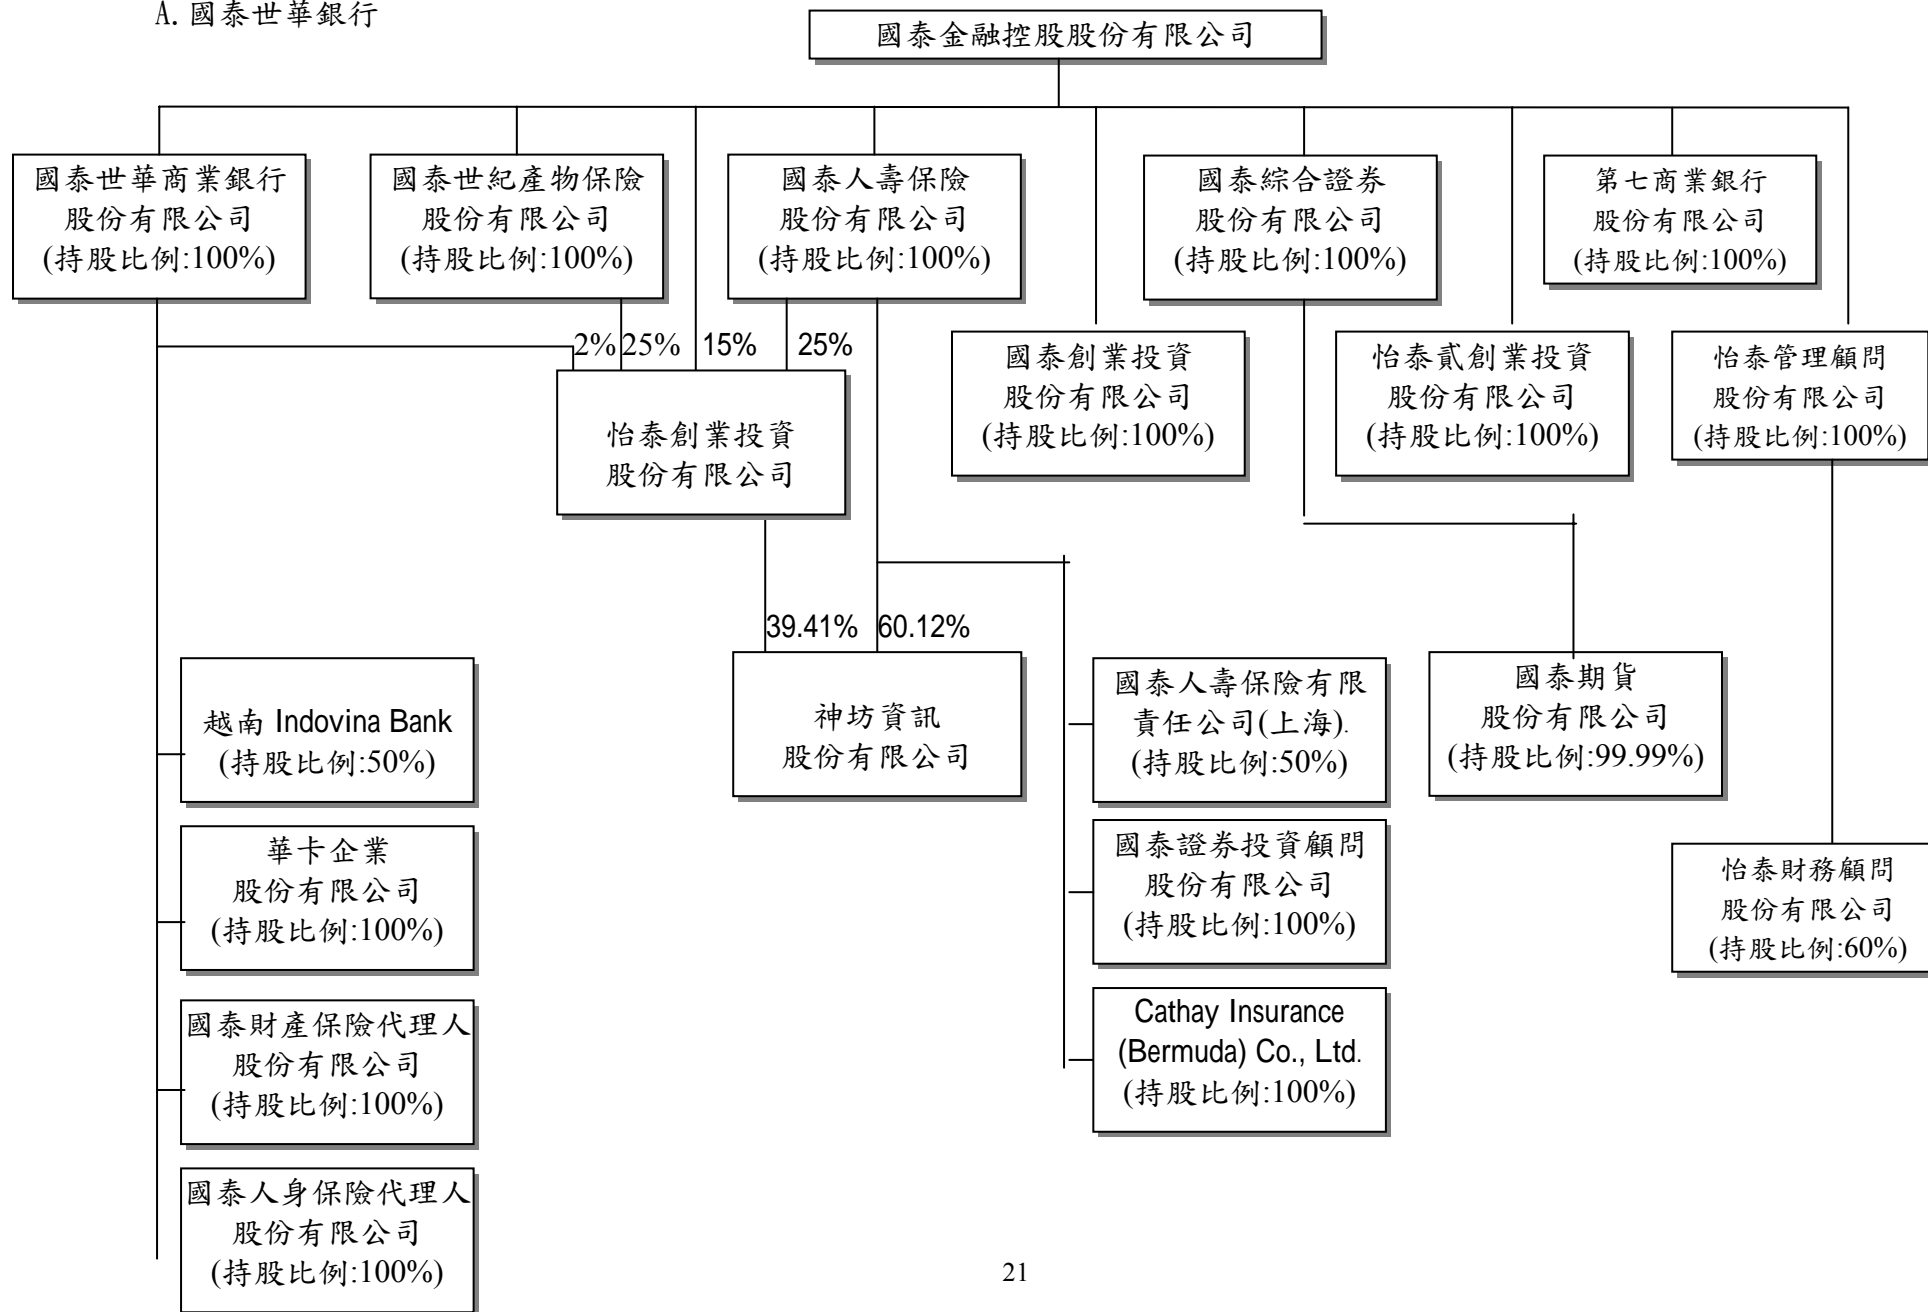 A.國泰世華銀行
國泰金融控股股份有限公司
國泰世華商業銀行
股份有限公司
(持股比例:100%)
國泰世紀產物保險
股份有限公司
(持股比例:100%)
國泰人壽保險
股份有限公司
(持股比例:100%)
國泰綜合證券
股份有限公司
(持股比例:100%)
第七商業銀行
股份有限公司
(持股比例:100%)
2% 25% 15% 25%
怡泰創業投資
股份有限公司
國泰創業投資
股份有限公司
(持股比例:100%)
怡泰貳創業投資
股份有限公司
(持股比例:100%)
怡泰管理顧問
股份有限公司
(持股比例:100%)
39.41% 60.12%
越南 Indovina Bank
(持股比例:50%)
神坊資訊
股份有限公司
國泰人壽保險有限
責任公司(上海).
(持股比例:50%)
國泰期貨
股份有限公司
(持股比例:99.99%)
華卡企業
股份有限公司
(持股比例:100%)
國泰證券投資顧問
股份有限公司
(持股比例:100%)
怡泰財務顧問
股份有限公司
(持股比例:60%)
國泰財產保險代理人
股份有限公司
(持股比例:100%)
Cathay Insurance
(Bermuda) Co., Ltd.
(持股比例:100%)
國泰人身保險代理人
股份有限公司
(持股比例:100%)
21